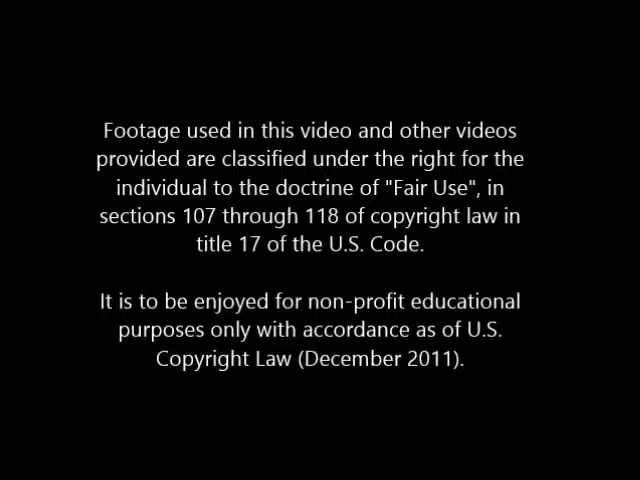 Footage used in this video and other videos
provided are classified under the right for the
individual to the doctrine of "Fair Use", in
sections 107 through 118 of copyright law in
title 17 of the U.S. Code.
It is to be enjoyed for non-profit educational
purposes only with accordance as of U.S.
Copyright Law (December 2011).